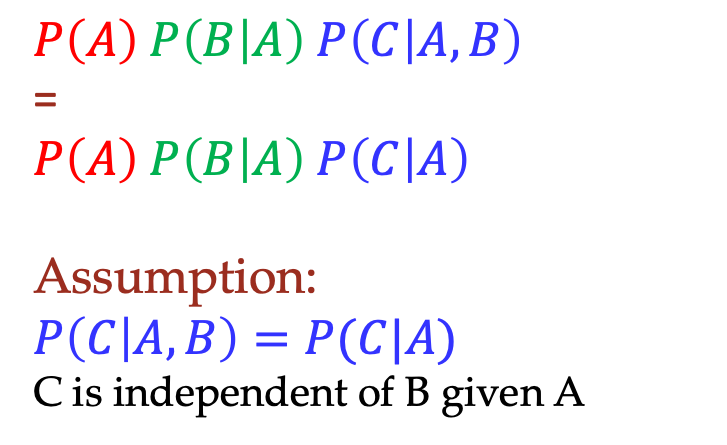 P(A) P(B|A) P(C|A, B)
=
P(A) P(B|A) P(C|A)
Assumption:
P(C|A, B) = P(C|A)
C is independent of B given A